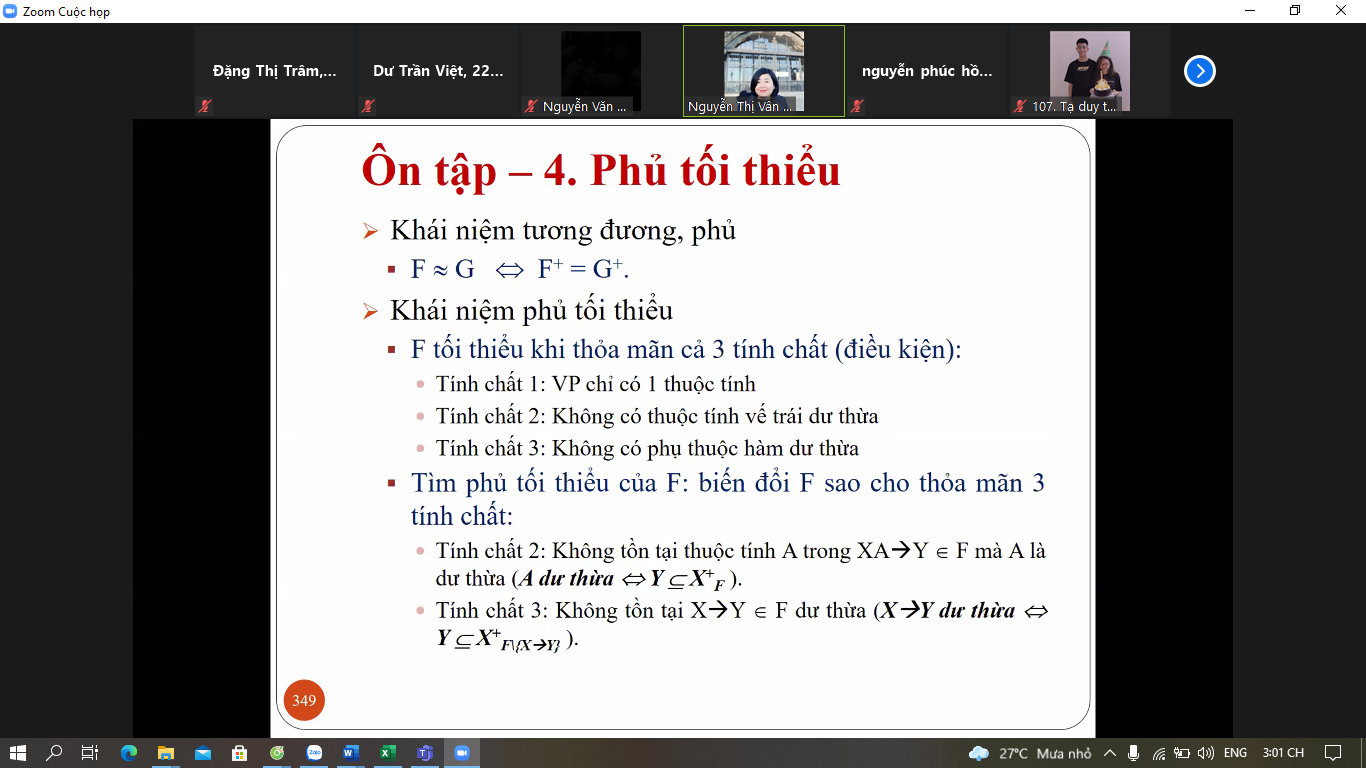 Zoom Cuộc họp
Đặng Thị Trâm,...
Dư Trần Việt, 22...
Nguyễn Văn ...
Nguyễn Thị Vân ...
nguyễn phúc hồ...
107. Tạ duy t...
Ôn tập – 4. Phủ tối thiểu
Khái niệm tương đương, phủ
F ≈ G ⇔ F⁺ = G⁺.
Khái niệm phủ tối thiểu
F tối thiểu khi thỏa mãn cả 3 tính chất (điều kiện):
Tính chất 1: VP chỉ có 1 thuộc tính
Tính chất 2: Không có thuộc tính vế trái dư thừa
Tính chất 3: Không có phụ thuộc hàm dư thừa
Tìm phủ tối thiểu của F: biến đổi F sao cho thỏa mãn 3
tính chất:
Tính chất 2: Không tồn tại thuộc tính A trong XA→Y ∈ F mà A là
dư thừa (A dư thừa ⇔ Y ⊆ X⁺F ).
Tính chất 3: Không tồn tại X→Y ∈ F dư thừa (X→Y dư thừa ⇔
Y ⊆ X⁺F\{X→Y} ).
349
27°C Mưa nhỏ
ENG
3:01 CH